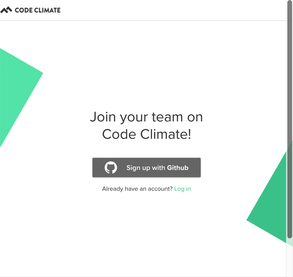 CODE CLIMATE
Join your team on
Code Climate!
Sign up with Github
Already have an account? Log in